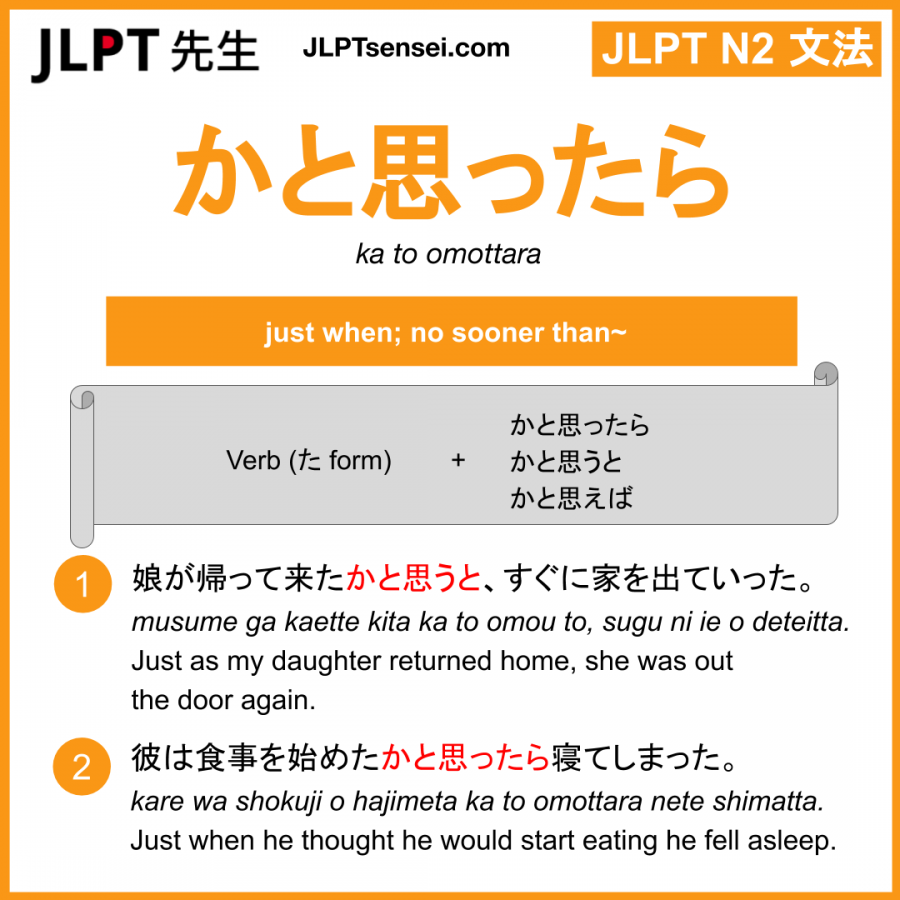 JLPT 先生
JLPTsensei.com
JLPT N2 文法
かと思ったら
ka to omottara
just when; no sooner than~
かと思ったら
Verb (た form) + かと思うと
かと思えば
1 娘が帰って来たかと思うと、すぐに家を出ていった。
musume ga kaette kita ka to omou to, sugu ni ie o deteitta.
Just as my daughter returned home, she was out
the door again.
2 彼は食事を始めたかと思ったら寝てしまった。
kare wa shokuji o hajimeta ka to omottara nete shimatta.
Just when he thought he would start eating he fell asleep.